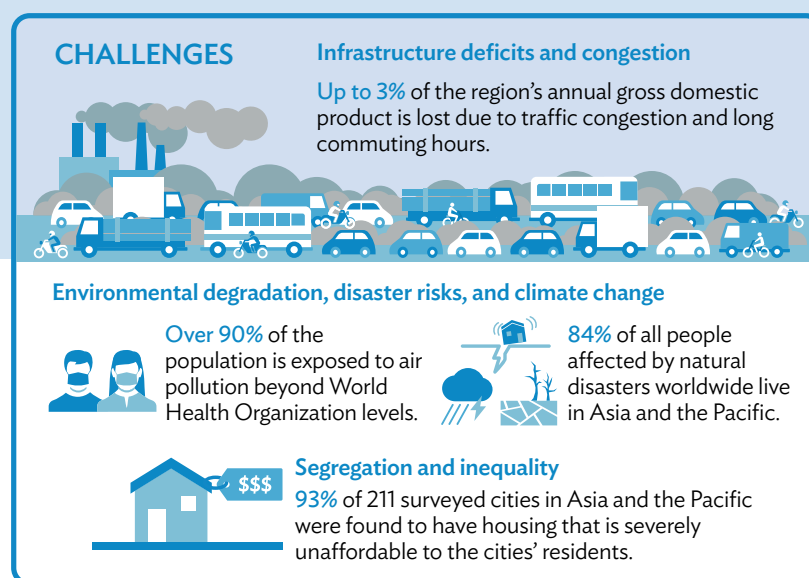 CHALLENGES
Infrastructure deficits and congestion
Up to 3% of the region's annual gross domestic
product is lost due to traffic congestion and long
commuting hours.
Environmental degradation, disaster risks, and climate change
Over 90% of the
population is exposed to air
pollution beyond World
Health Organization levels.
84% of all people
affected by natural
disasters worldwide live
in Asia and the Pacific.
$$$
Segregation and inequality
93% of 211 surveyed cities in Asia and the Pacific
were found to have housing that is severely
unaffordable to the cities' residents.